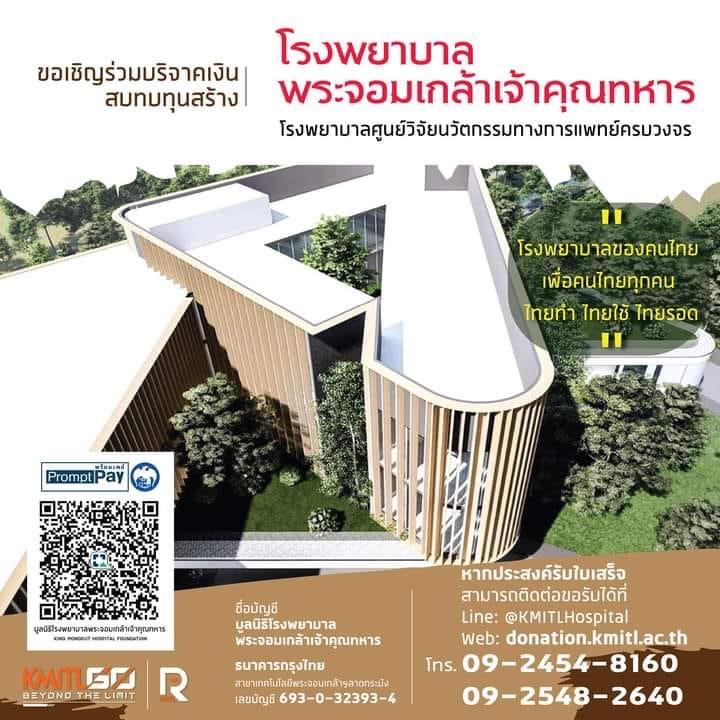 ขอเชิญร่วมบริจาคเงิน
สบทบทุนสร้าง
โรงพยาบาล
พระจอมเกล้าเจ้าคุณทหาร
โรงพยาบาลศูนย์วิจัยนวัตกรรมทางการแพทย์ครบวงจร
"
โรงพยาบาลของคนไทย
เพื่อคนไทยทุกคน
ไทยทำ ไทยใช้ ไทยรอด
"
พร้อมเพย์
PromptPay
มูลนิธิโรงพยาบาลพระจอมเกล้าเจ้าคุณทหาร
KING MONGKUT HOSPITAL FOUNDATION
KMITL GO
BEYOND THE LIMIT
R
ชื่อบัญชี
มูลนิธิโรงพยาบาล
พระจอมเกล้าเจ้าคุณทหาร
ธนาคารกรุงไทย
สาขาเทคโนโลยีพระจอมเกล้าฯลาดกระบัง
เลขบัญชี 693-0-32393-4
หากประสงค์รับใบเสร็จ
สามารถติดต่อขอรับได้ที่
Line: @KMITLHospital
Web: donation.kmitl.ac.th
โทร. 09-2454-8160
09-2548-2640